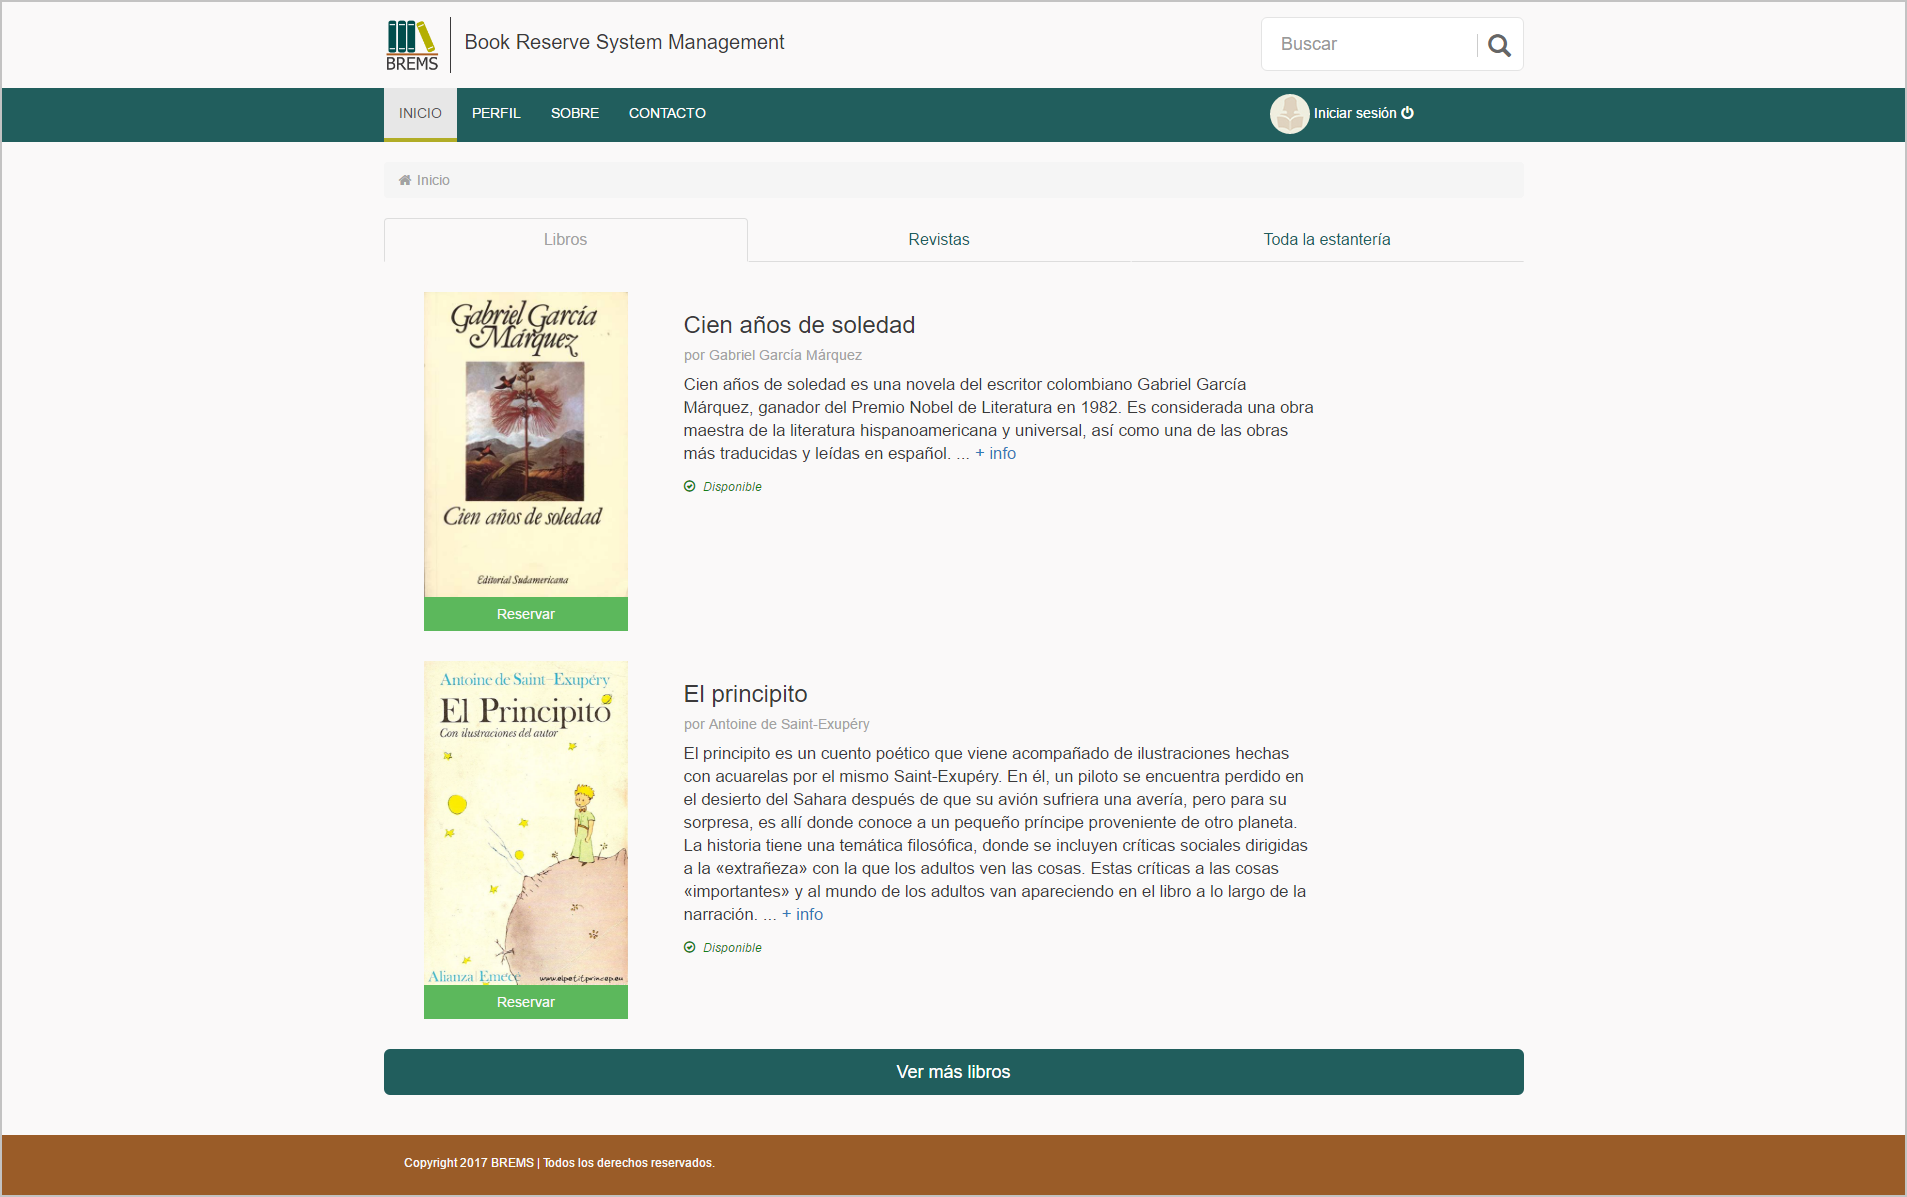 BREMS
Book Reserve System Management
Buscar
INICIO
PERFIL
SOBRE
CONTACTO
Iniciar sesión
Inicio
Libros
Revistas
Toda la estantería
Gabriel García
Márquez
Cien años de soledad
Editorial Sudamericana
Reservar
Cien años de soledad
por Gabriel García Márquez
Cien años de soledad es una novela del escritor colombiano Gabriel García
Márquez, ganador del Premio Nobel de Literatura en 1982. Es considerada una obra
maestra de la literatura hispanoamericana y universal, así como una de las obras
más traducidas y leídas en español. ... + info
Disponible
Antoine de Saint-Exupéry
El Principito
Con ilustraciones del autor
Alianza|Emecé
www.elpetitprincep.eu
Reservar
El principito
por Antoine de Saint-Exupéry
El principito es un cuento poético que viene acompañado de ilustraciones hechas
con acuarelas por el mismo Saint-Exupéry. En él, un piloto se encuentra perdido en
el desierto del Sahara después de que su avión sufriera una avería, pero para su
sorpresa, es allí donde conoce a un pequeño príncipe proveniente de otro planeta.
La historia tiene una temática filosófica, donde se incluyen críticas sociales dirigidas
a la «extrañeza» con la que los adultos ven las cosas. Estas críticas a las cosas
«importantes» y al mundo de los adultos van apareciendo en el libro a lo largo de la
narración. ... + info
Disponible
Ver más libros
Copyright 2017 BREMS | Todos los derechos reservados.